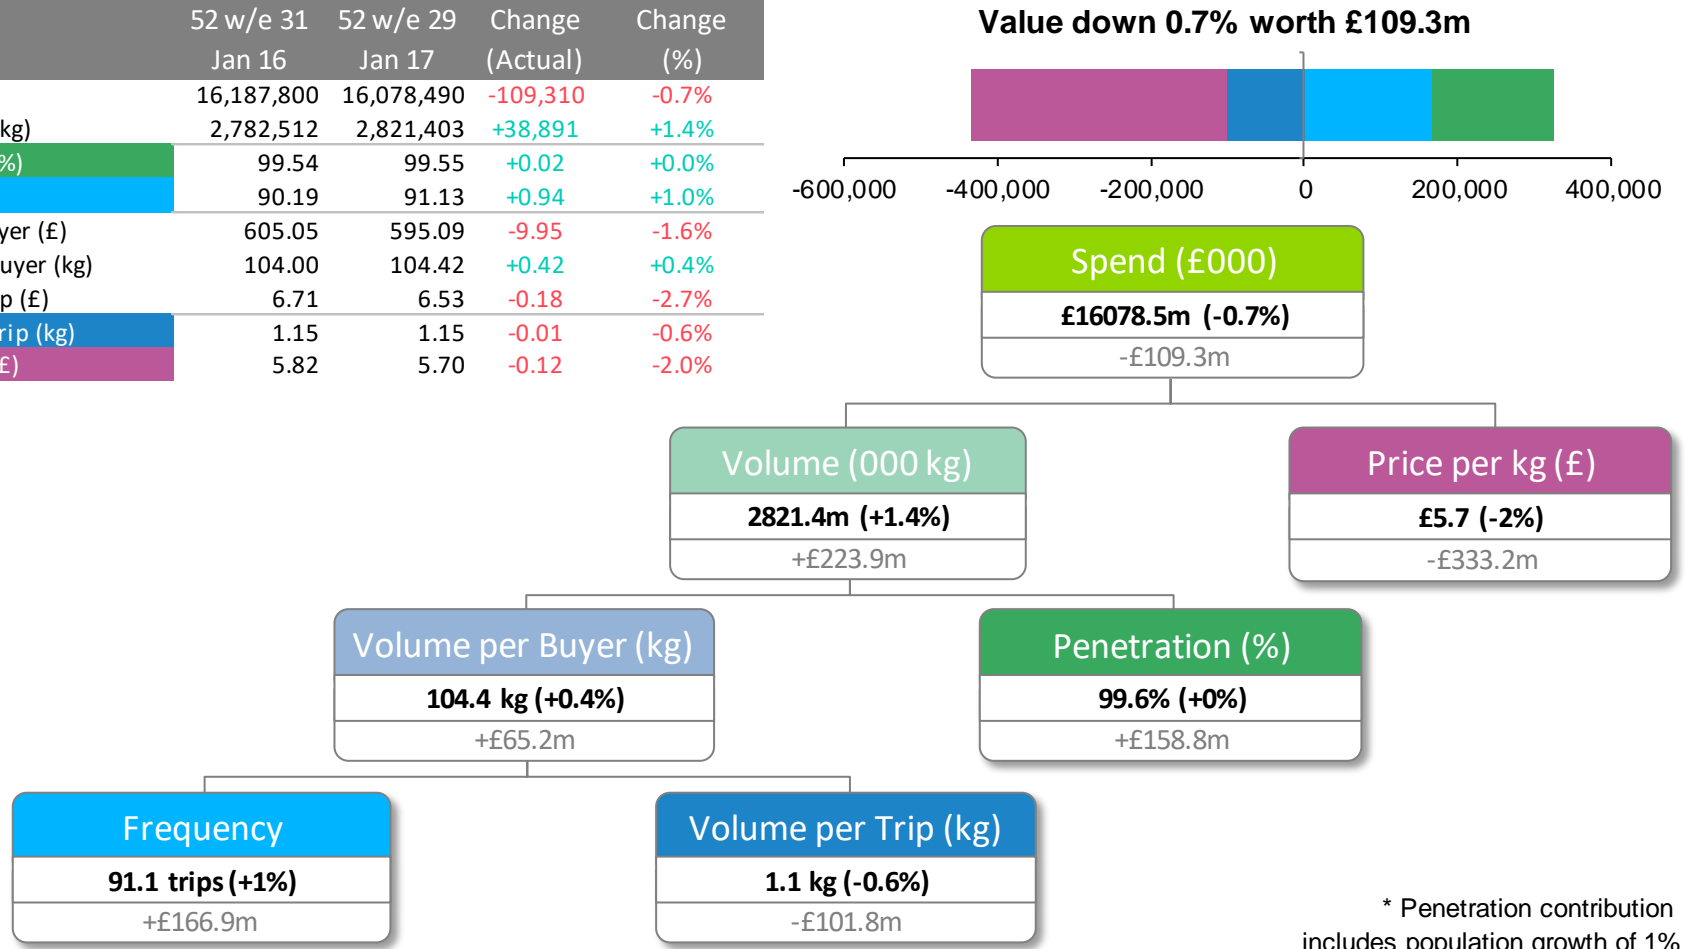 52 w/e 31 52 w/e 29 Change Change
Jan 16 Jan 17 (Actual) (%)
16,187,800 16,078,490 -109,310 -0.7%
kg) 2,782,512 2,821,403 +38,891 +1.4%
%) 99.54 99.55 +0.02 +0.0%
90.19 91.13 +0.94 +1.0%
yer (£) 605.05 595.09 -9.95 -1.6%
uyer (kg) 104.00 104.42 +0.42 +0.4%
p (£) 6.71 6.53 -0.18 -2.7%
rip (kg) 1.15 1.15 -0.01 -0.6%
£) 5.82 5.70 -0.12 -2.0%
Value down 0.7% worth £109.3m
-600,000 -400,000 -200,000 0 200,000 400,000
Spend (£000)
£16078.5m (-0.7%)
-£109.3m
Volume (000 kg)
2821.4m (+1.4%)
+£223.9m
Price per kg (£)
£5.7 (-2%)
-£333.2m
Volume per Buyer (kg)
104.4 kg (+0.4%)
+£65.2m
Penetration (%)
99.6% (+0%)
+£158.8m
Frequency
91.1 trips (+1%)
+£166.9m
Volume per Trip (kg)
1.1 kg (-0.6%)
-£101.8m
* Penetration contribution
includes population growth of 1%